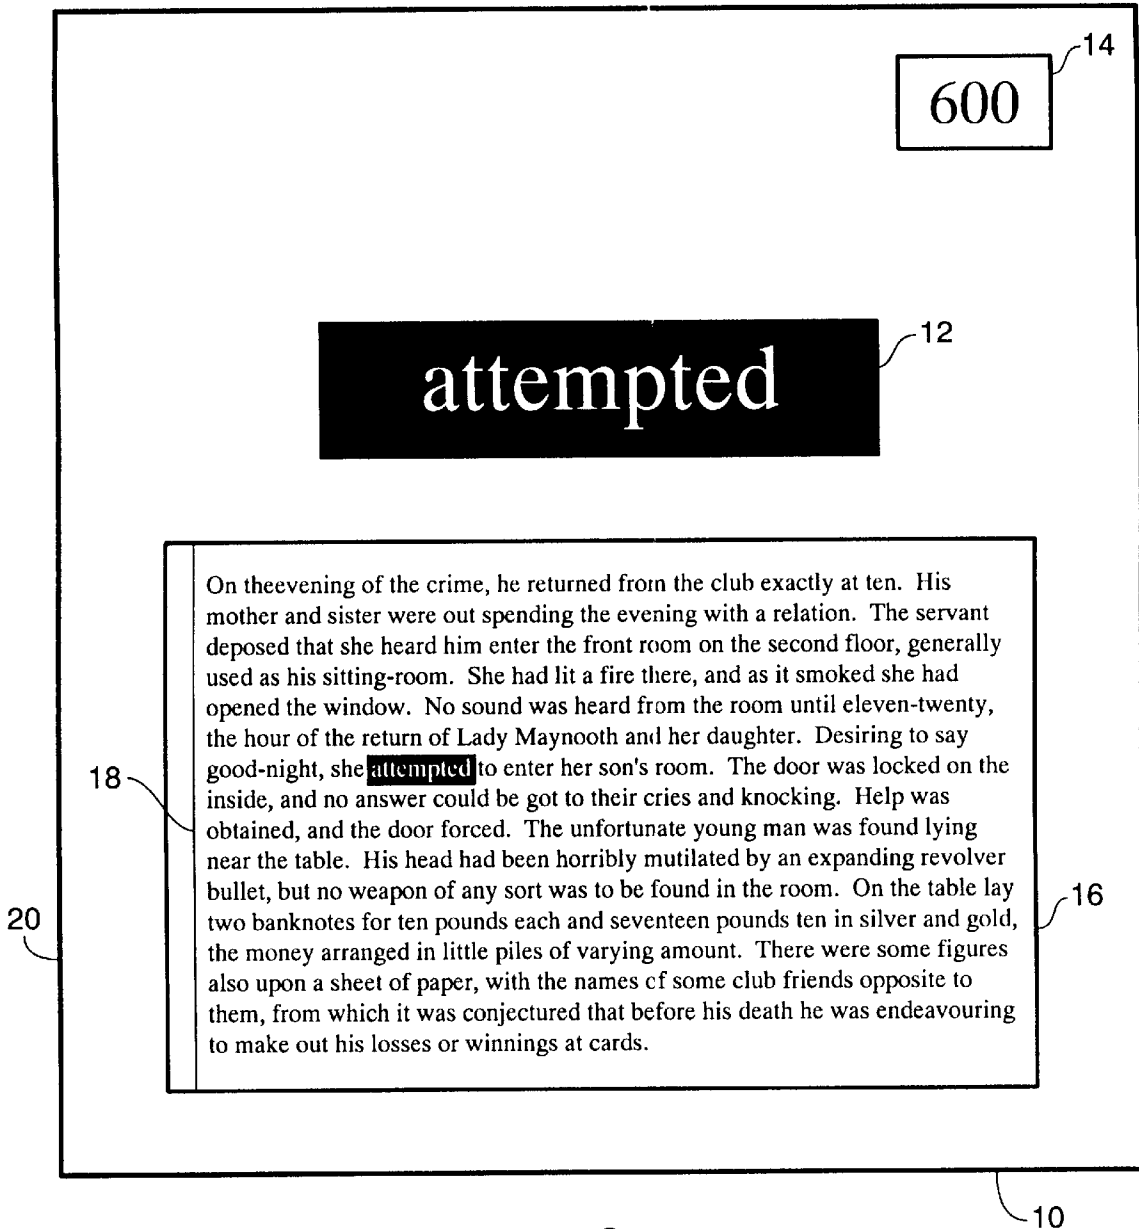 14
600
12
attempted
On theevening of the crime, he returned from the club exactly at ten. His
mother and sister were out spending the evening with a relation. The servant
deposed that she heard him enter the front room on the second floor, generally
used as his sitting-room. She had lit a fire there, and as it smoked she had
opened the window. No sound was heard from the room until eleven-twenty,
the hour of the return of Lady Maynooth and her daughter. Desiring to say
good-night, she attempted to enter her son's room. The door was locked on the
18
inside, and no answer could be got to their cries and knocking. Help was
obtained, and the door forced. The unfortunate young man was found lying
near the table. His head had been horribly mutilated by an expanding revolver
bullet, but no weapon of any sort was to be found in the room. On the table lay
16
20
two banknotes for ten pounds each and seventeen pounds ten in silver and gold,
the money arranged in little piles of varying amount. There were some figures
also upon a sheet of paper, with the names of some club friends opposite to
them, from which it was conjectured that before his death he was endeavouring
to make out his losses or winnings at cards.
10